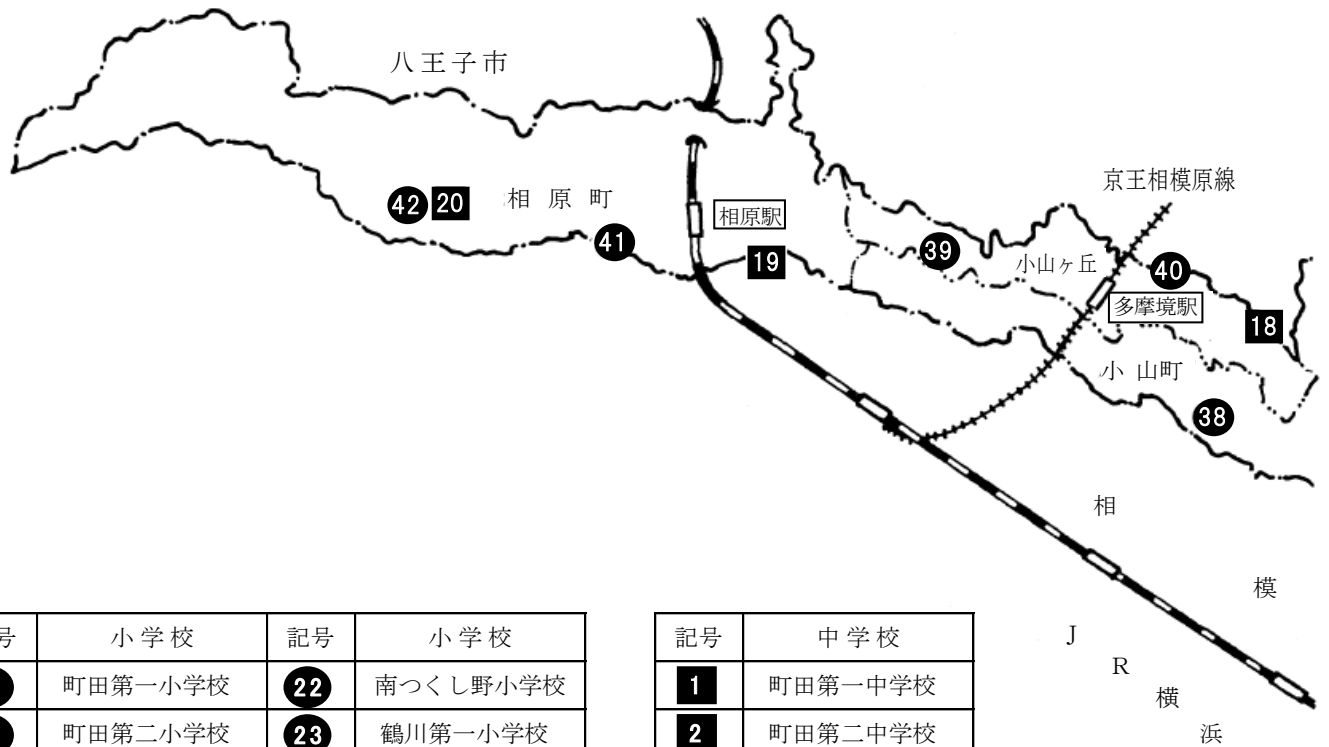 八王子市
京王相模原線
相原町
42
20
相原駅
41
19
39
小山ヶ丘
40
多摩境駅
18
小山町
38
相
模
J
R
横
浜
号 小学校 記号 小学校
町田第一小学校 22 南つくし野小学校
町田第二小学校 23 鶴川第一小学校
記号 中学校
1 町田第一中学校
2 町田第二中学校